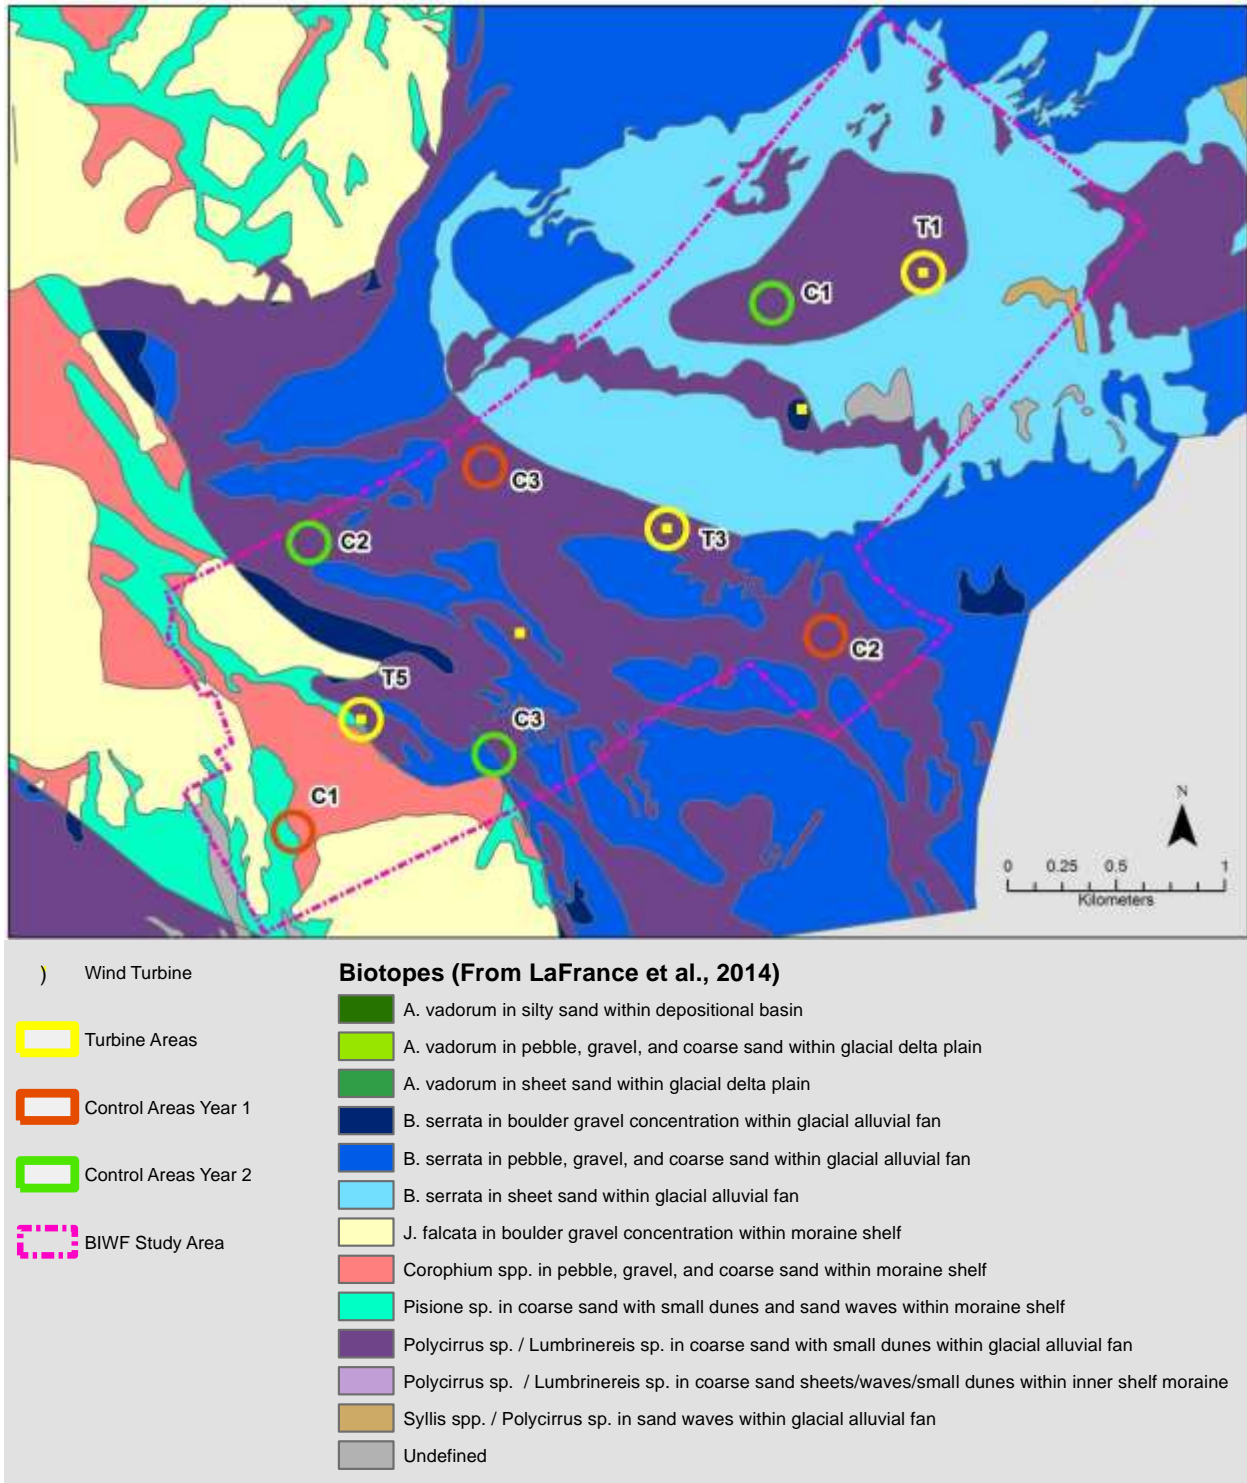 T1
C1
C3
C2
T3
C2
T5
C3
C1
N
0 0.25 0.5 1
Kilometers
) Wind Turbine
Turbine Areas
Control Areas Year 1
Control Areas Year 2
BIWF Study Area
Biotopes (From LaFrance et al., 2014)
A. vadorum in silty sand within depositional basin
A. vadorum in pebble, gravel, and coarse sand within glacial delta plain
A. vadorum in sheet sand within glacial delta plain
B. serrata in boulder gravel concentration within glacial alluvial fan
B. serrata in pebble, gravel, and coarse sand within glacial alluvial fan
B. serrata in sheet sand within glacial alluvial fan
J. falcata in boulder gravel concentration within moraine shelf
Corophium spp. in pebble, gravel, and coarse sand within moraine shelf
Pisione sp. in coarse sand with small dunes and sand waves within moraine shelf
Polycirrus sp. / Lumbrinereis sp. in coarse sand with small dunes within glacial alluvial fan
Polycirrus sp. / Lumbrinereis sp. in coarse sand sheets/waves/small dunes within inner shelf moraine
Syllis spp. / Polycirrus sp. in sand waves within glacial alluvial fan
Undefined